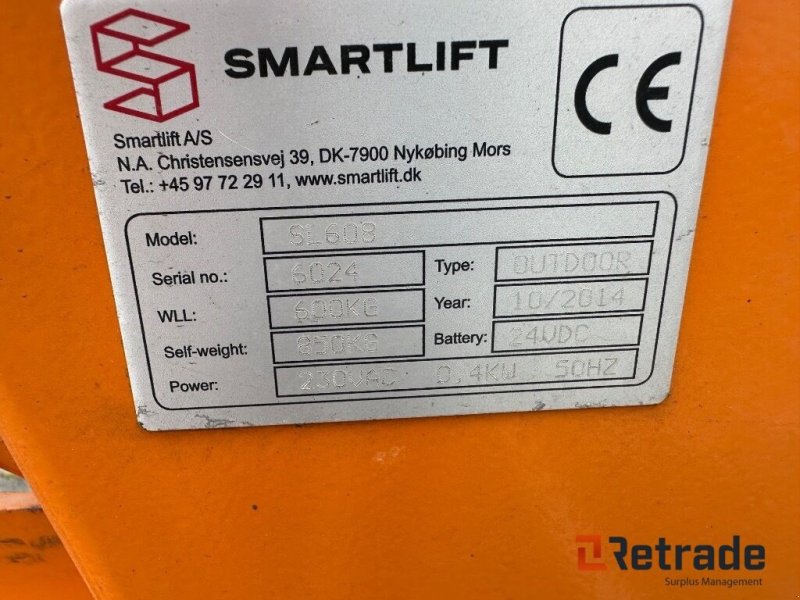 SMARTLIFT
CE
Smartlift A/S
N.A. Christensensvej 39, DK-7900 Nykøbing Mors
Tel.: +45 97 72 29 11, www.smartlift.dk
Model: SL608
Serial no.: 6024 Type: OUTDOOR
WLL: 600KG Year: 10/2014
Self-weight: 850KG Battery: 24VDC
Power: 230VAC 0,4KW 50HZ
Retrade
Surplus Management